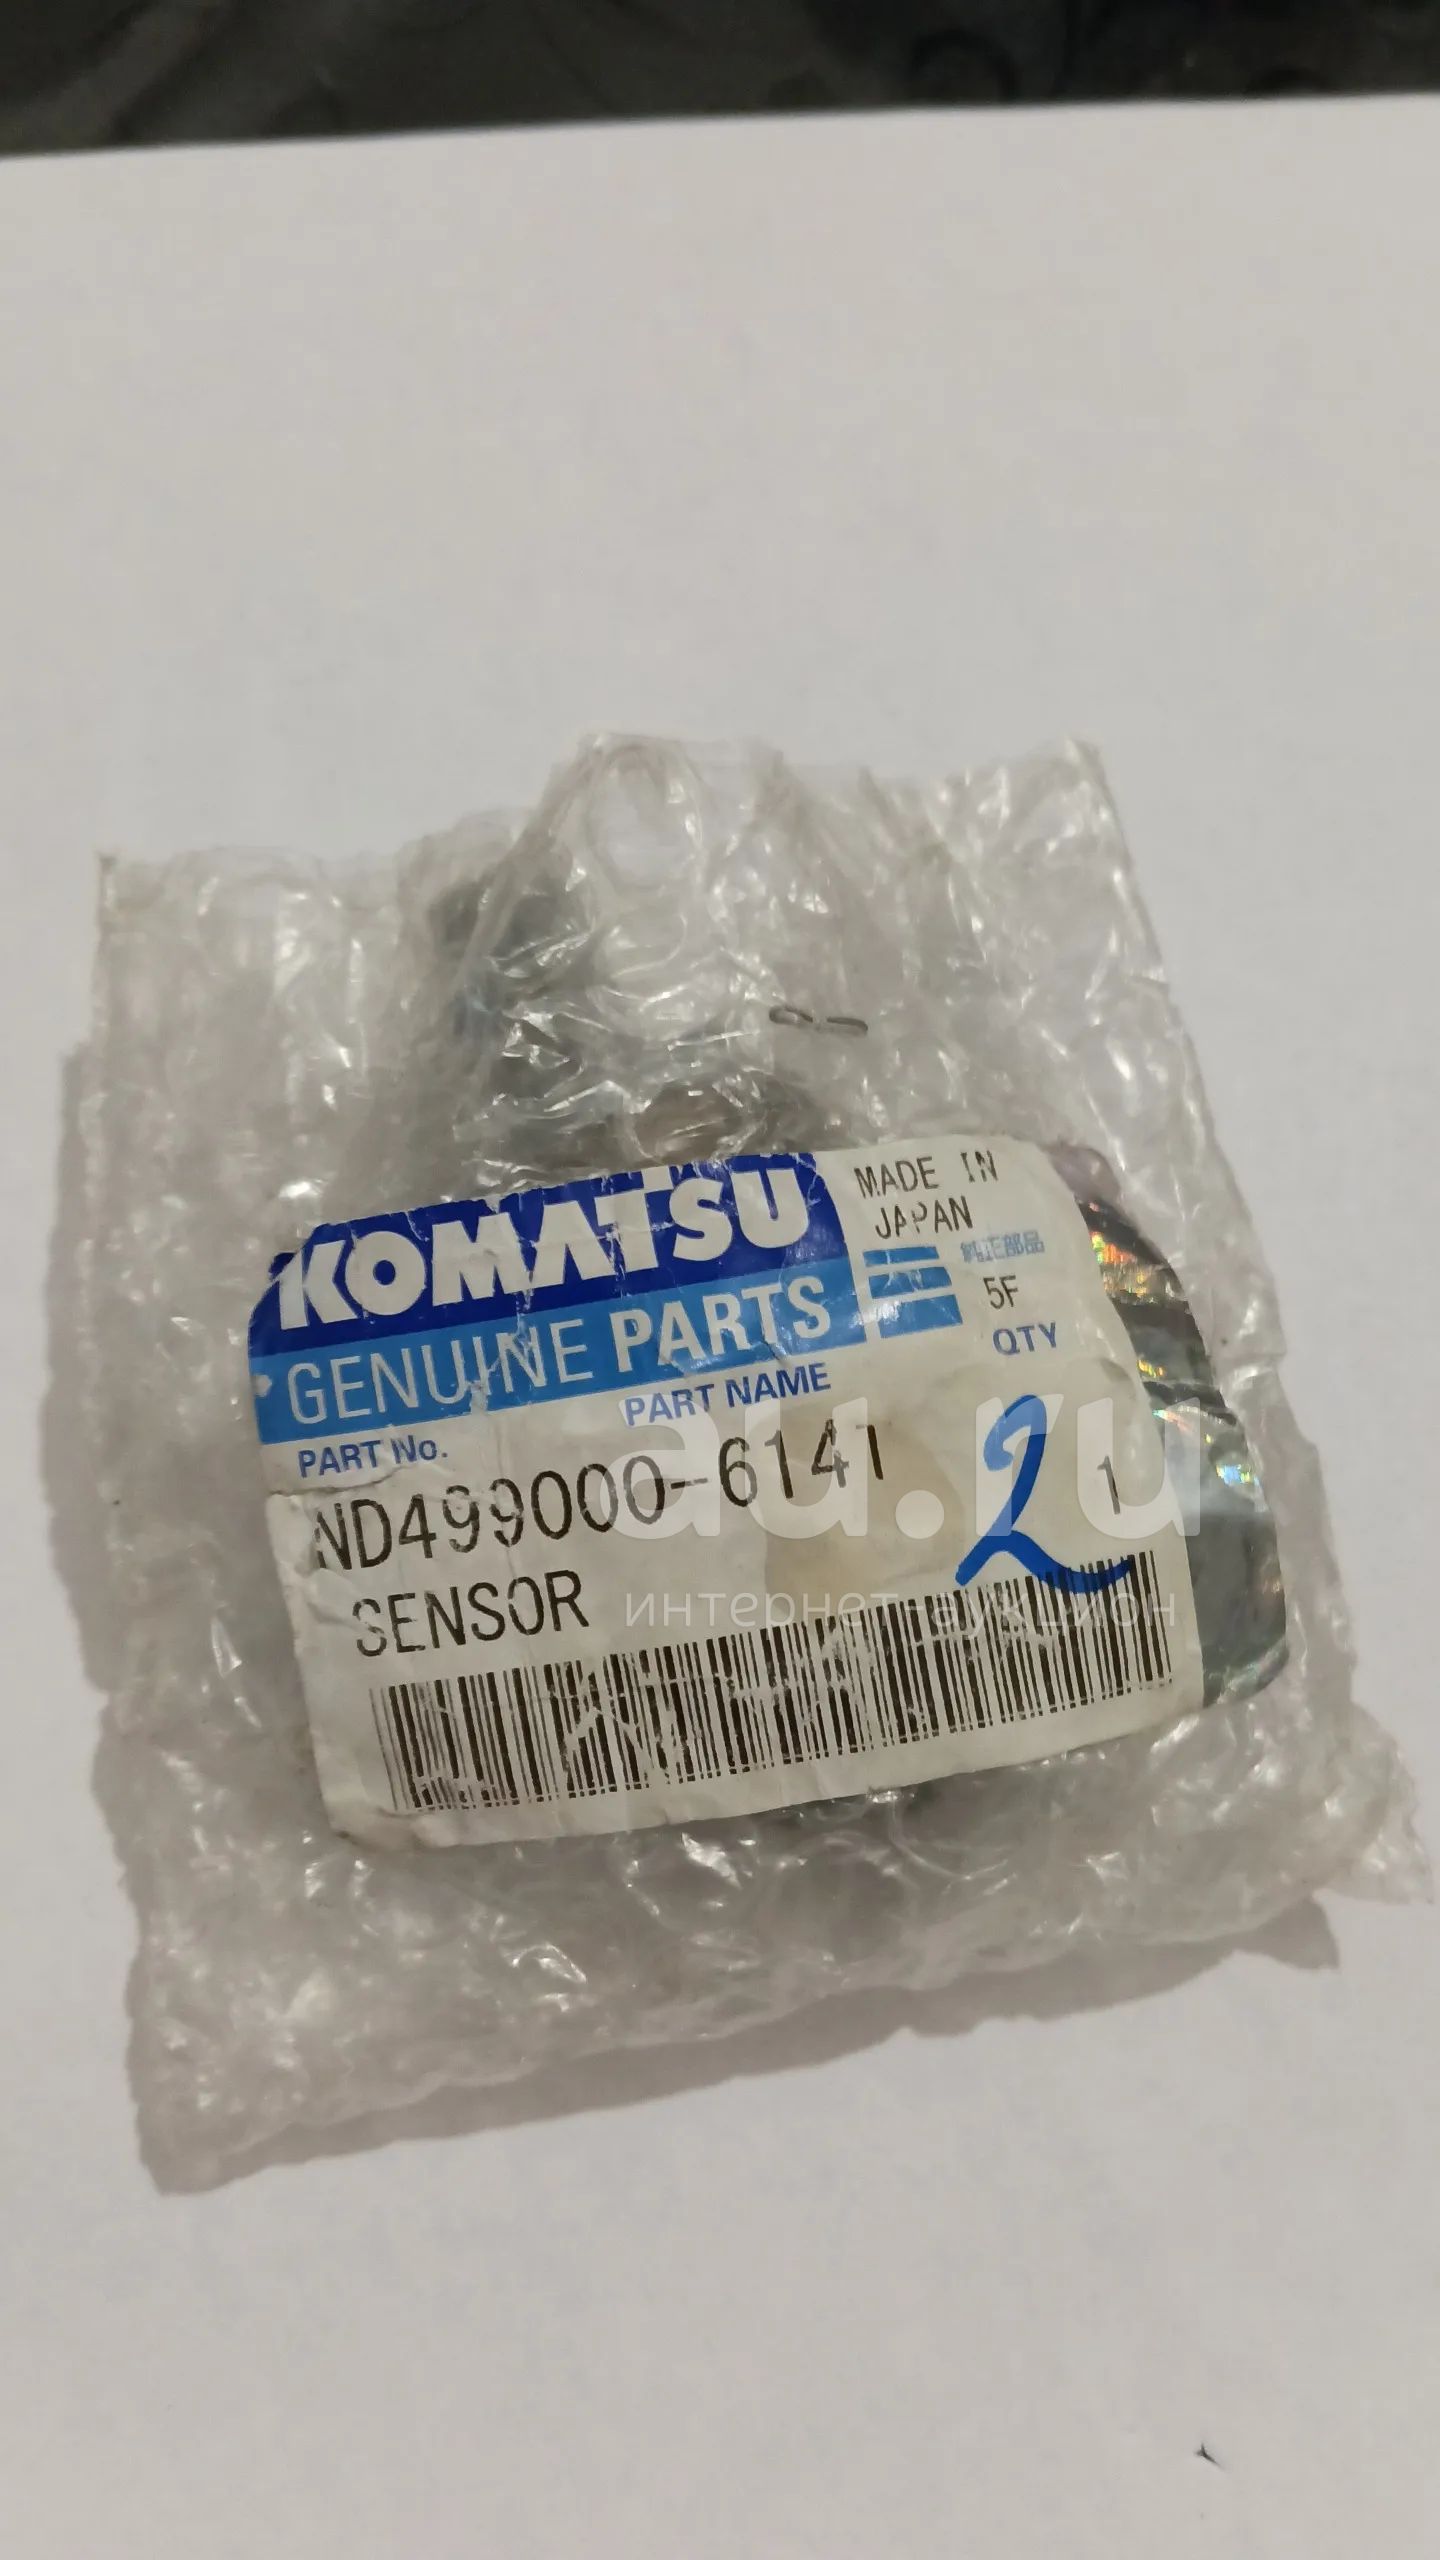 MADE IN
JAPAN
KOMATSU
純正部品
GENUINE PARTS
5F
QTY
PART NAME
PART No.
ND499000-6141
2
1
SENSOR
au.ru
интернет-аукцион